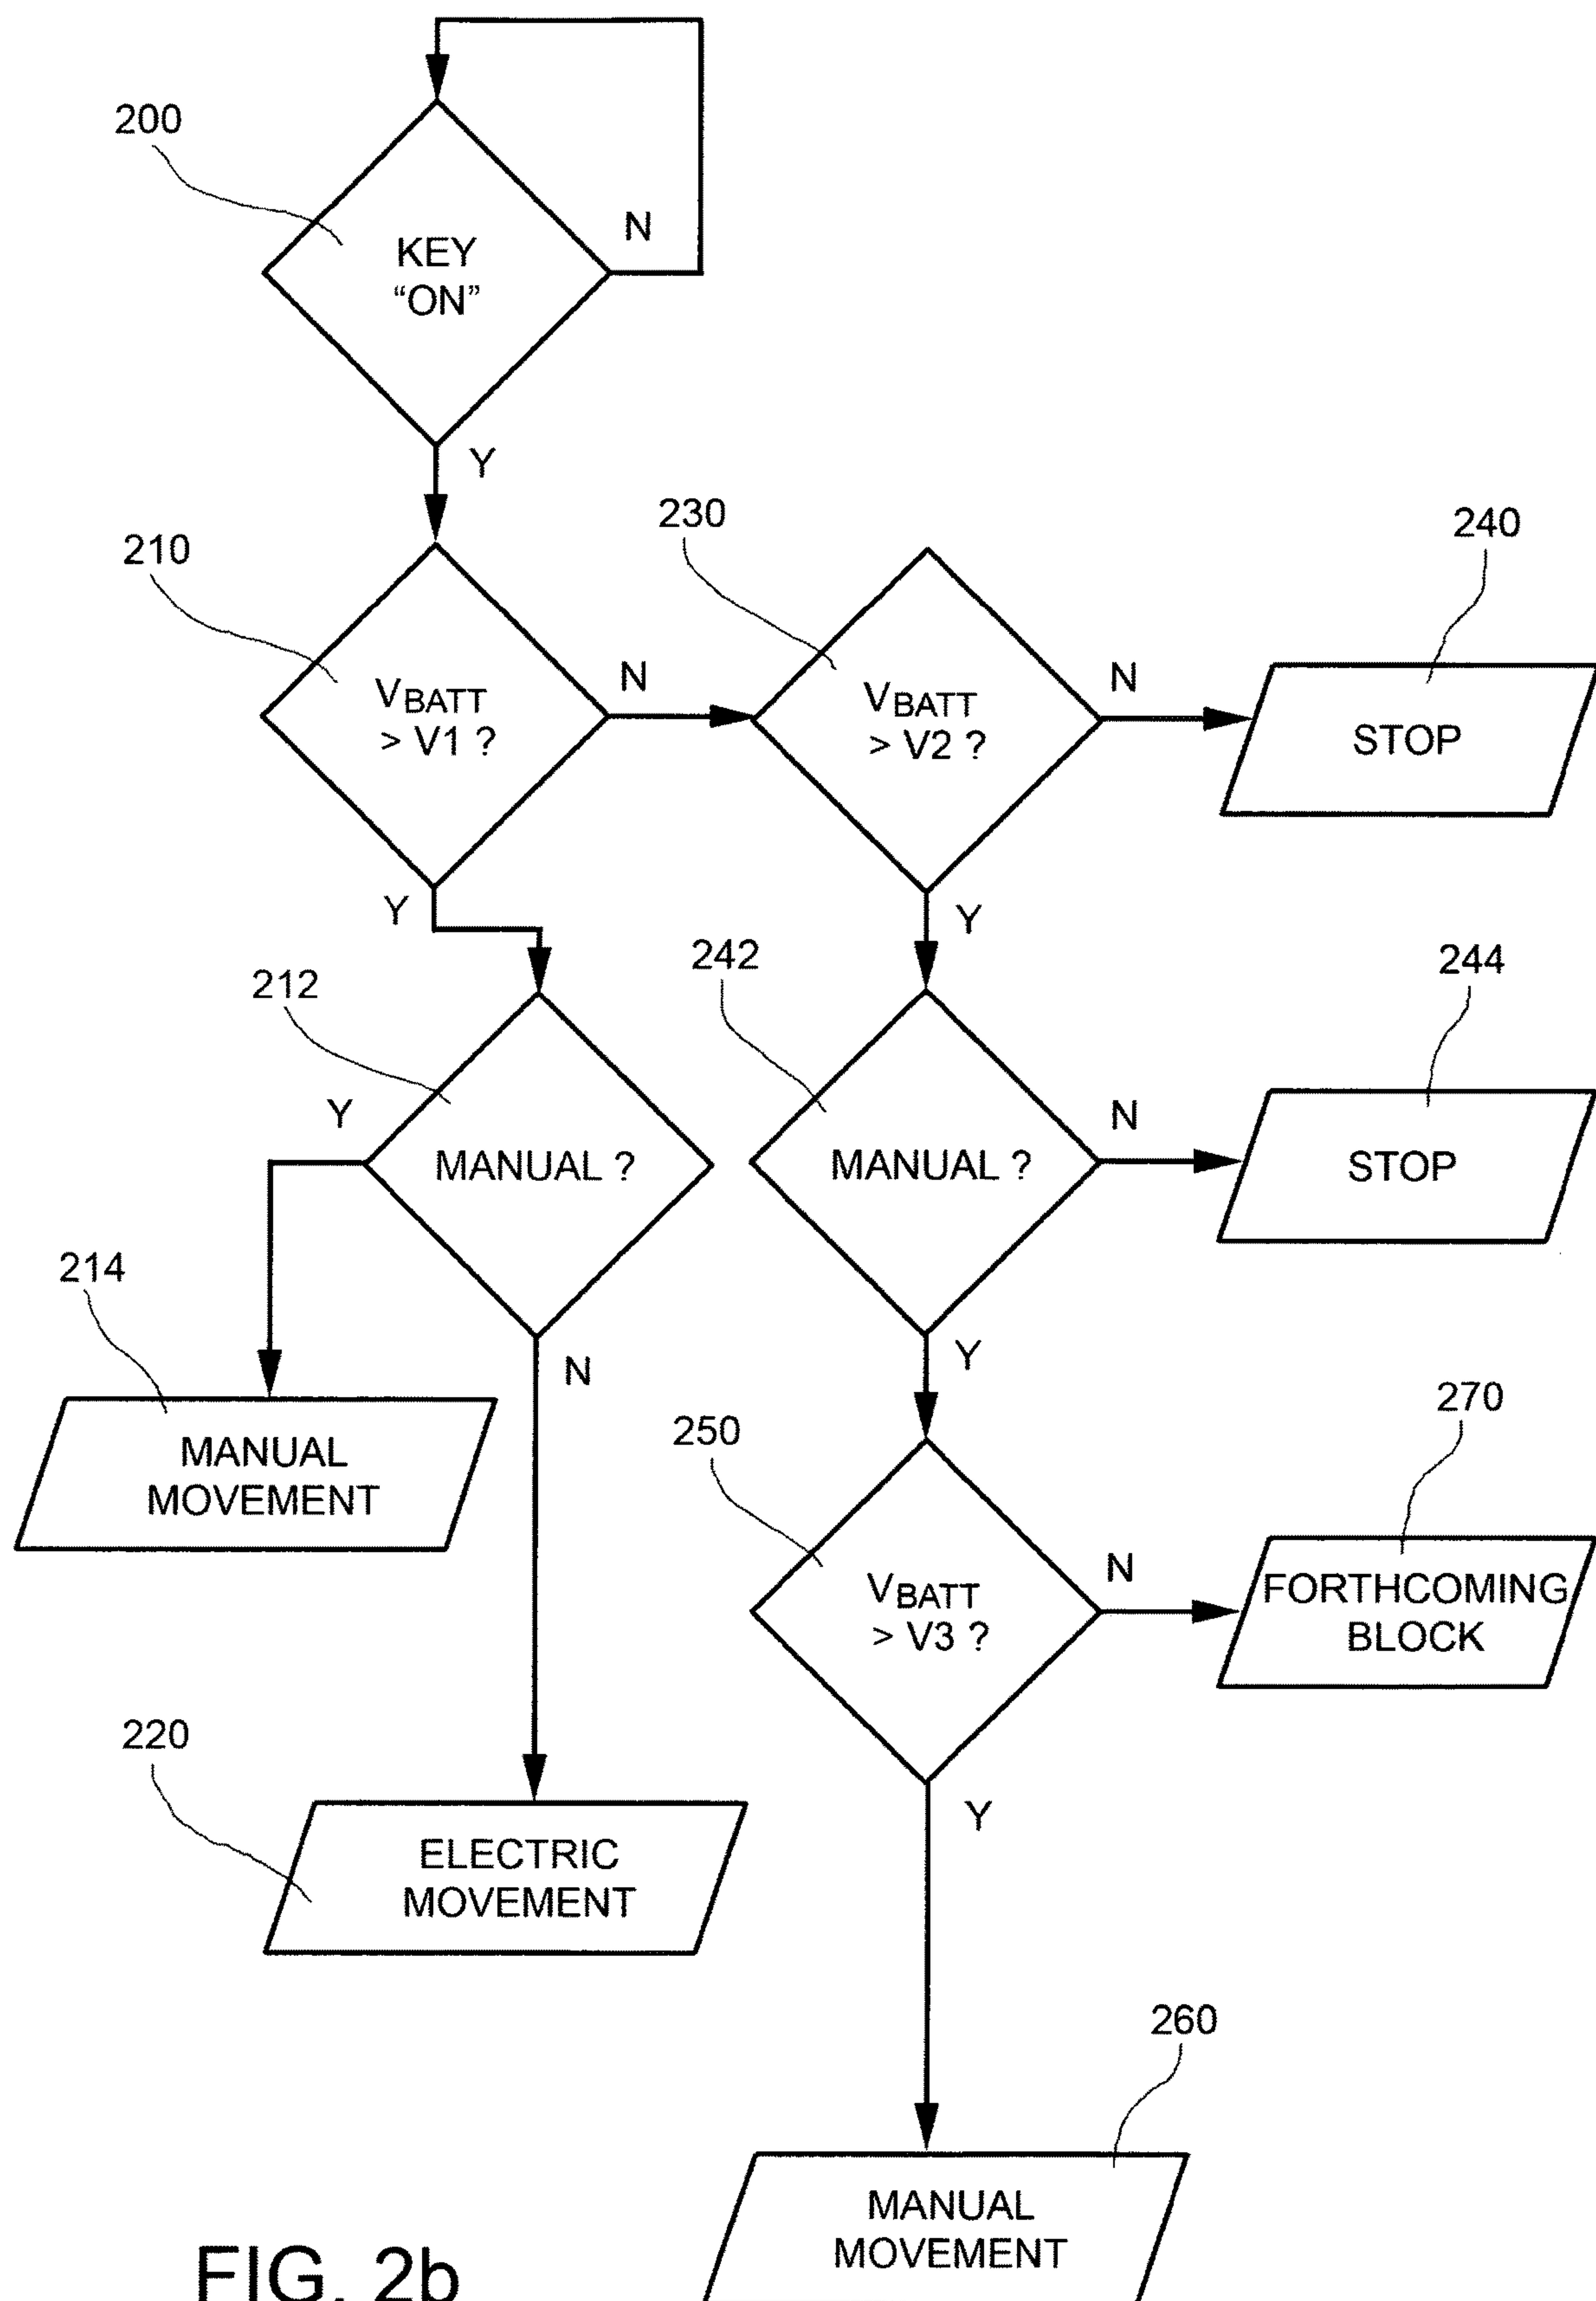 200
N
KEY
“ON”
Y
210
230
240
VBATT
> V1 ?
N
VBATT
> V2 ?
N
STOP
Y
Y
212
242
244
Y
MANUAL ?
MANUAL ?
N
STOP
214
N
Y
MANUAL
MOVEMENT
250
270
VBATT
> V3 ?
N
FORTHCOMING
BLOCK
220
Y
ELECTRIC
MOVEMENT
260
MANUAL
MOVEMENT
FIG. 2b